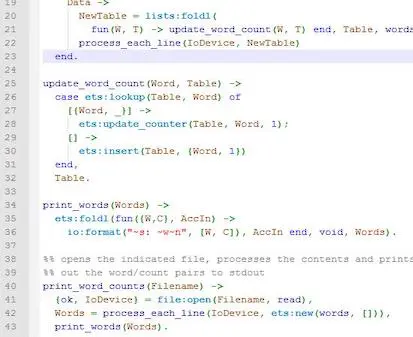 19 Data ->
20 NewTable = lists:foldl(
21 fun(W, T) -> update_word_count(W, T) end, Table, words
22 process_each_line(IoDevice, NewTable)
23 end.
24
25 update_word_count(Word, Table) ->
26 case ets:lookup(Table, Word) of
27 [{Word, _}] ->
28 ets:update_counter(Table, Word, 1);
29 [] ->
30 ets:insert(Table, {Word, 1})
31 end,
32 Table.
33
34 print_words(Words) ->
35 ets:foldl(fun({W,C}, AccIn) ->
36 io:format("~s: ~w~n", [W, C]), AccIn end, void, Words).
37
38 %% opens the indicated file, processes the contents and prints
39 %% out the word/count pairs to stdout
40 print_word_counts(Filename) ->
41 {ok, IoDevice} = file:open(Filename, read),
42 Words = process_each_line(IoDevice, ets:new(words, [])),
43 print_words(Words).